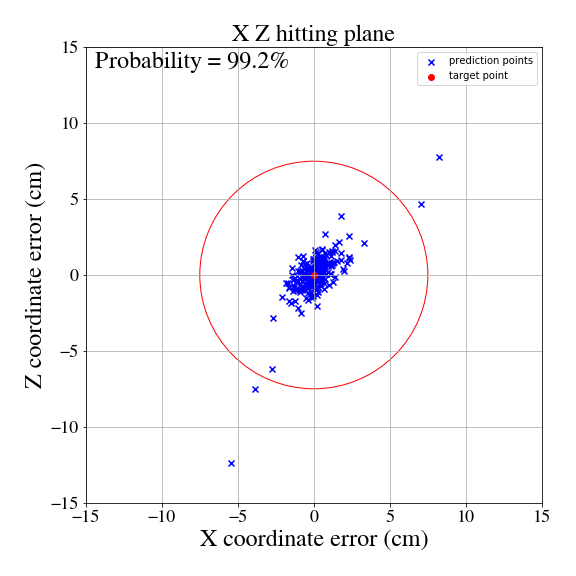 X Z hitting plane
Probability = 99.2%
prediction points
target point
15
10
5
0
−5
−10
−15
Z coordinate error (cm)
−15
−10
−5
0
5
10
15
X coordinate error (cm)